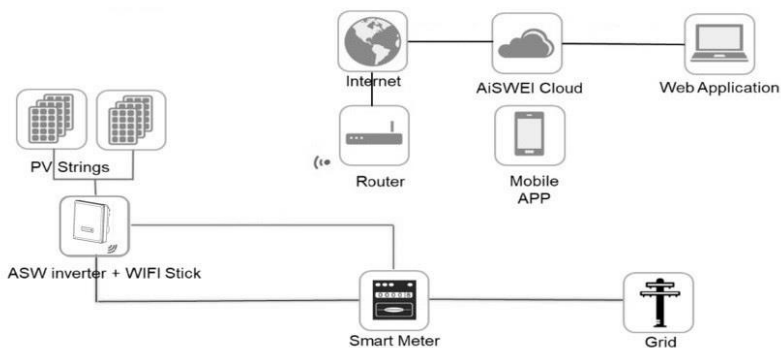 Internet
AiSWEI Cloud
Web Application
PV Strings
Router
Mobile
APP
ASW inverter + WIFI Stick
Smart Meter
Grid